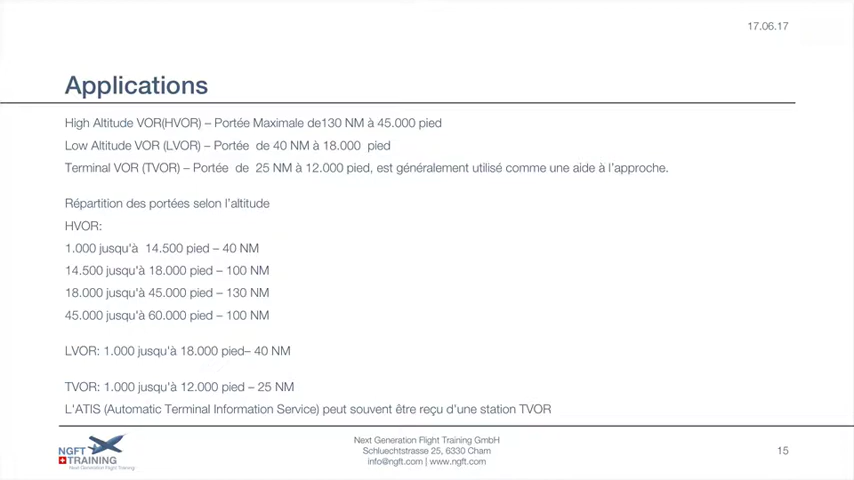 17.06.17
Applications
High Altitude VOR(HVOR) – Portée Maximale de130 NM à 45.000 pied
Low Altitude VOR (LVOR) – Portée  de 40 NM à 18.000  pied
Terminal VOR (TVOR) – Portée  de  25 NM à 12.000 pied, est généralement utilisé comme une aide à l'approche.
Répartition des portées selon l'altitude
HVOR:
1.000 jusqu'à  14.500 pied – 40 NM
14.500 jusqu'à 18.000 pied – 100 NM
18.000 jusqu'à 45.000 pied – 130 NM
45.000 jusqu'à 60.000 pied – 100 NM
LVOR: 1.000 jusqu'à 18.000 pied– 40 NM
TVOR: 1.000 jusqu'à 12.000 pied – 25 NM
L'ATIS (Automatic Terminal Information Service) peut souvent être reçu d'une station TVOR
NGFT
TRAINING
Next Generation Flight Training
Next Generation Flight Training GmbH
Schluechtstrasse 25, 6330 Cham
info@ngft.com | www.ngft.com
15